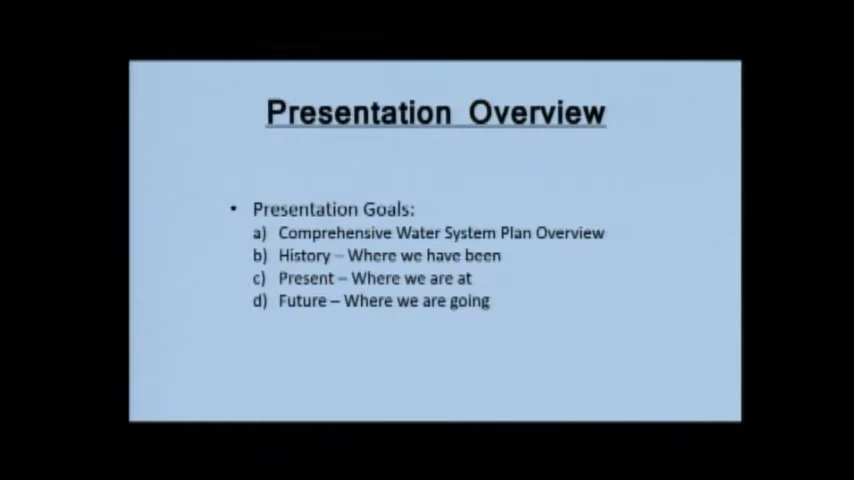 Presentation Overview
• Presentation Goals:
a) Comprehensive Water System Plan Overview
b) History – Where we have been
c) Present – Where we are at
d) Future – Where we are going